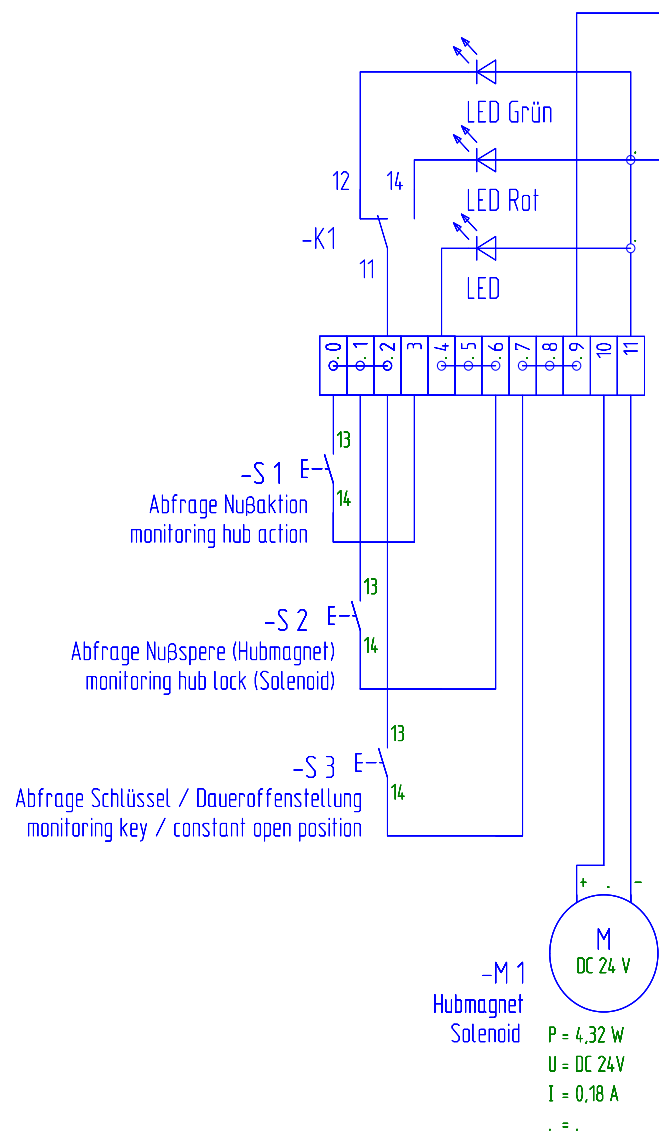 LED Grün
12
14
LED Rot
-K1
11
LED
.0 .1 .2 3 .4 .5 .6 .7 .8 .9 10 11
13
-S 1
14
Abfrage Nußaktion
monitoring hub action
13
-S 2
14
Abfrage Nußspere (Hubmagnet)
monitoring hub lock (Solenoid)
13
-S 3
14
Abfrage Schlüssel / Daueroffenstellung
monitoring key / constant open position
+ . -
M
DC 24 V
-M 1
Hubmagnet
Solenoid
P = 4,32 W
U = DC 24V
I = 0,18 A
. = .